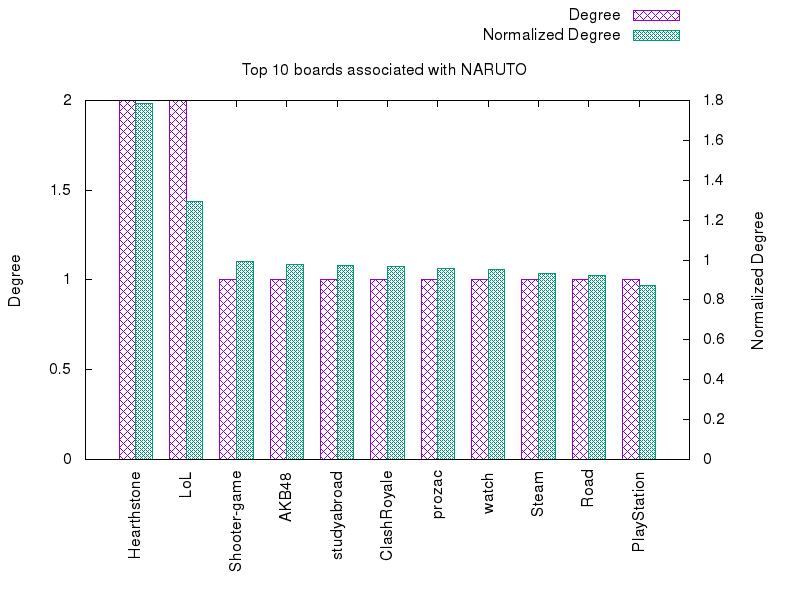 Degree
Normalized Degree
Top 10 boards associated with NARUTO
2
1.5
1
0.5
0
1.8
1.6
1.4
1.2
1
0.8
0.6
0.4
0.2
0
Degree
Normalized Degree
Hearthstone
LoL
Shooter-game
AKB48
studyabroad
ClashRoyale
prozac
watch
Steam
Road
PlayStation